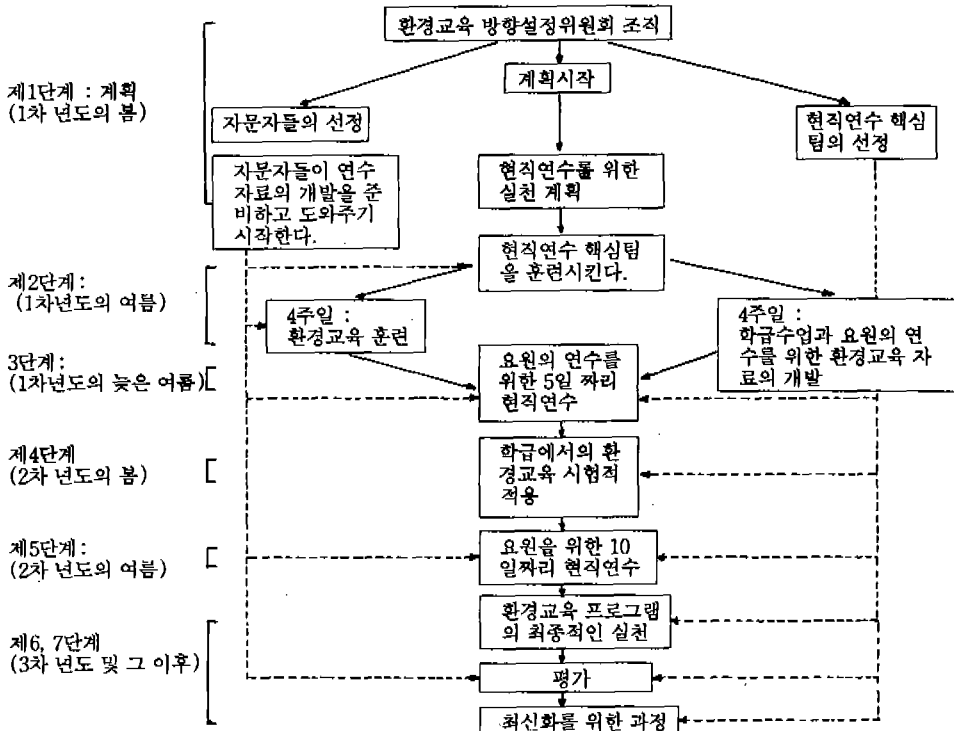 환경교육 방향설정위원회 조직
제1단계 : 계획
(1차 년도의 봄)
계획시작
자문자들의 선정
현직연수 핵심
팀의 선정
자문자들이 연수
자료의 개발을 준
비하고 도와주기
시작한다.
현직연수를 위한
실천 계획
현직연수 핵심팀
을 훈련시킨다.
제2단계:
(1차년도의 여름)
4주일 :
환경교육 훈련
4주일 :
학급수업과 요원의 연
수를 위한 환경교육 자
료의 개발
3단계:
(1차년도의 늦은 여름)
요원의 연수를
위한 5일 짜리
현직연수
제4단계
(2차 년도의 봄)
학급에서의 환
경교육 시험적
적용
제5단계:
(2차 년도의 여름)
요원을 위한 10
일짜리 현직연수
환경교육 프로그램
의 최종적인 실천
제6, 7단계
(3차 년도 및 그 이후)
평가
최신화를 위한 과정